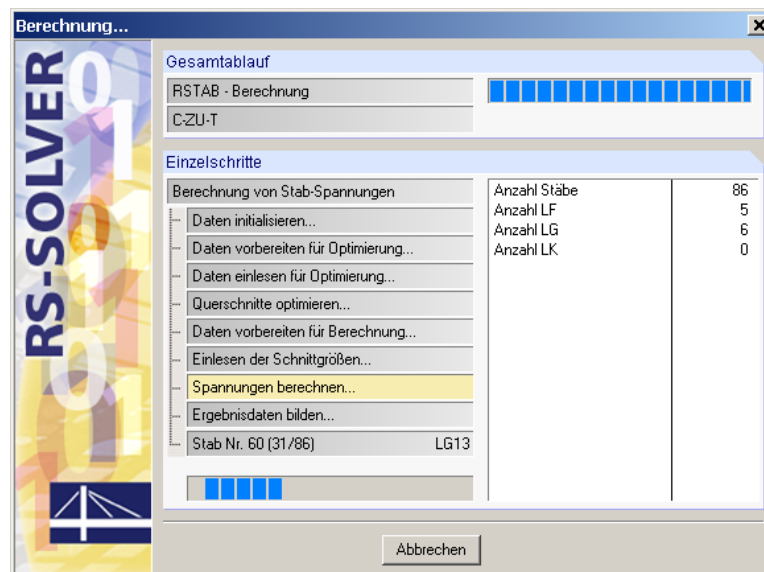 Berechnung...
RS-SOLVER
Gesamtablauf
RSTAB - Berechnung
C-ZU-T
Einzelschritte
Berechnung von Stab-Spannungen
Daten initialisieren...
Daten vorbereiten für Optimierung...
Daten einlesen für Optimierung...
Querschnitte optimieren...
Daten vorbereiten für Berechnung...
Einlesen der Schnittgrößen...
Spannungen berechnen...
Ergebnisdaten bilden...
Stab Nr. 60 (31/86) LG13
Anzahl Stäbe 86
Anzahl LF 5
Anzahl LG 6
Anzahl LK 0
Abbrechen